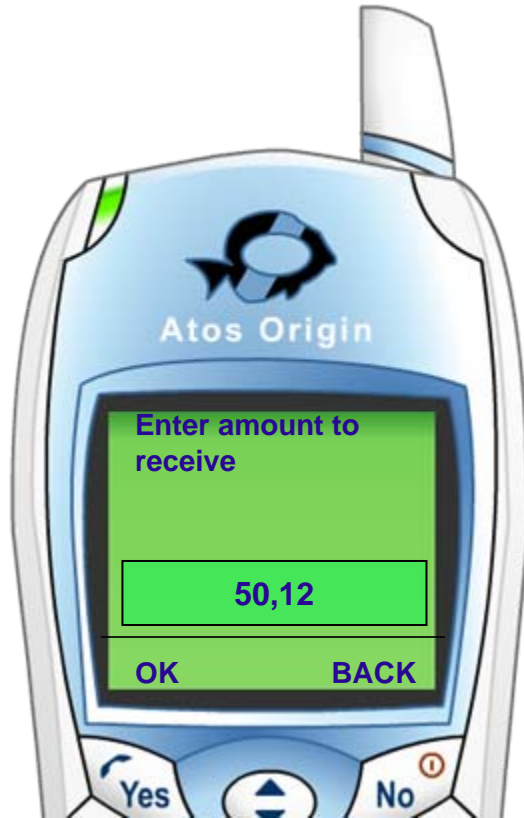 Atos Origin
Enter amount to
receive
50,12
OK BACK
Yes No